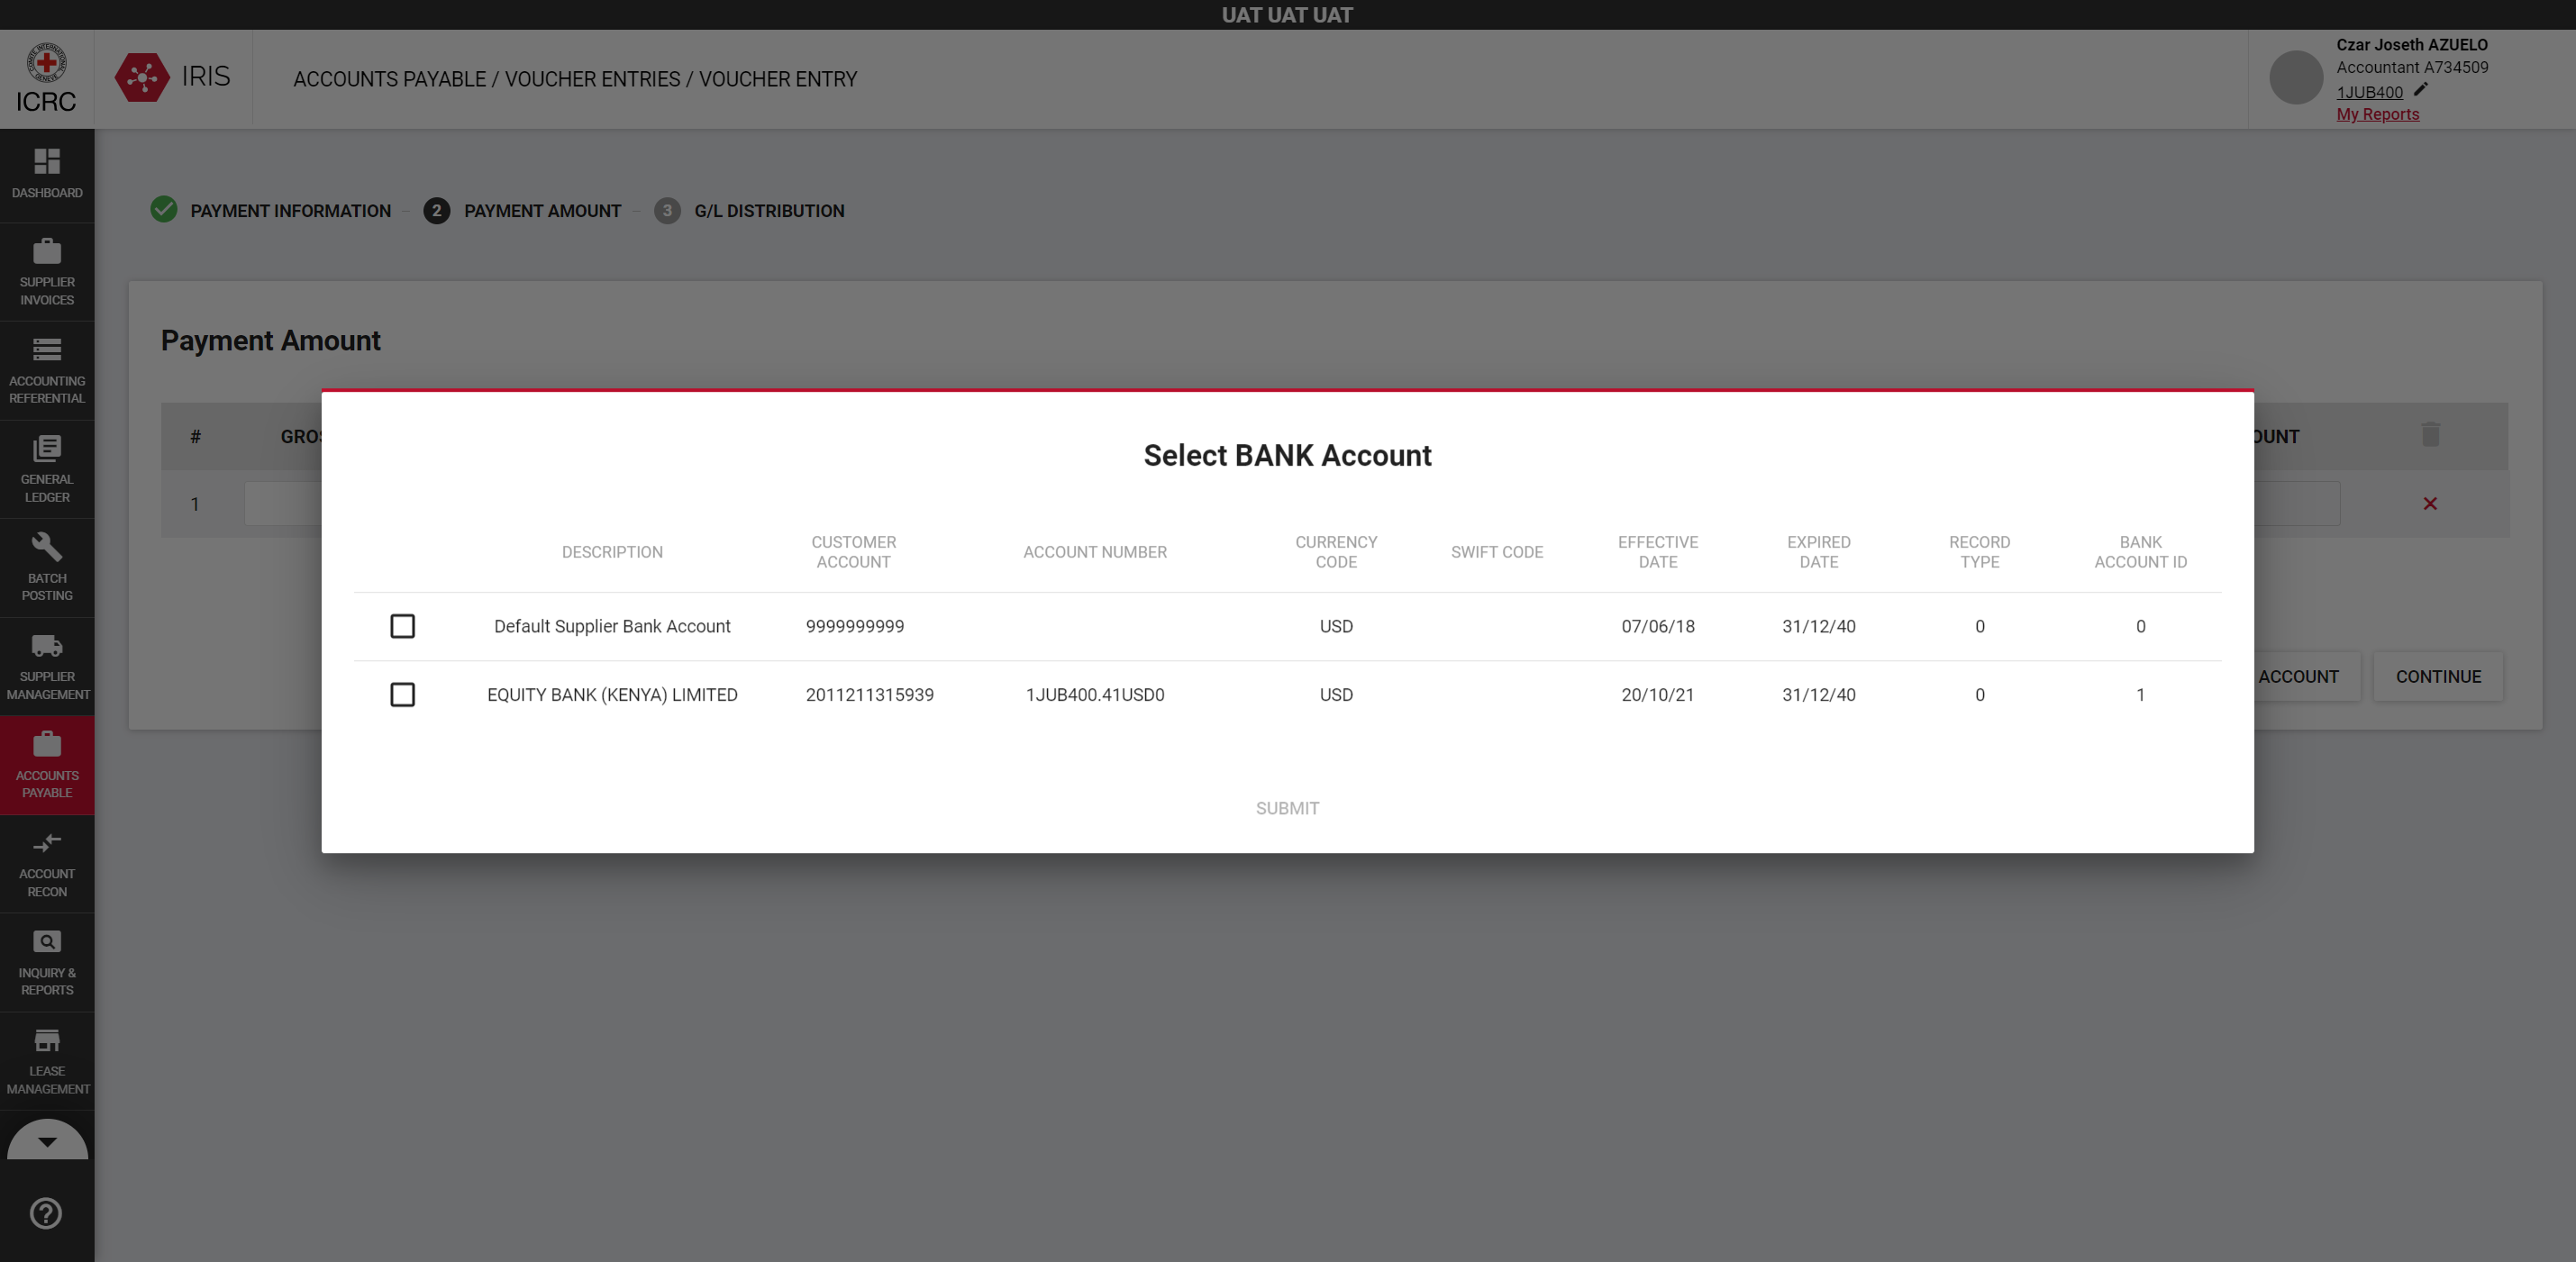 UAT UAT UAT
ICRC
IRIS
ACCOUNTS PAYABLE / VOUCHER ENTRIES / VOUCHER ENTRY
Czar Joseth AZUELO
Accountant A734509
1JUB400
My Reports
DASHBOARD
SUPPLIER
INVOICES
ACCOUNTING
REFERENTIAL
GENERAL
LEDGER
BATCH
POSTING
SUPPLIER
MANAGEMENT
ACCOUNTS
PAYABLE
ACCOUNT
RECON
INQUIRY &
REPORTS
LEASE
MANAGEMENT
PAYMENT INFORMATION - 2 PAYMENT AMOUNT - 3 G/L DISTRIBUTION
Payment Amount
# GROS OUNT
1
Select BANK Account
DESCRIPTION CUSTOMER ACCOUNT ACCOUNT NUMBER CURRENCY CODE SWIFT CODE EFFECTIVE DATE EXPIRED DATE RECORD TYPE BANK ACCOUNT ID
Default Supplier Bank Account 9999999999 USD 07/06/18 31/12/40 0 0
EQUITY BANK (KENYA) LIMITED 2011211315939 1JUB400.41USD0 USD 20/10/21 31/12/40 0 1
SUBMIT
ACCOUNT CONTINUE